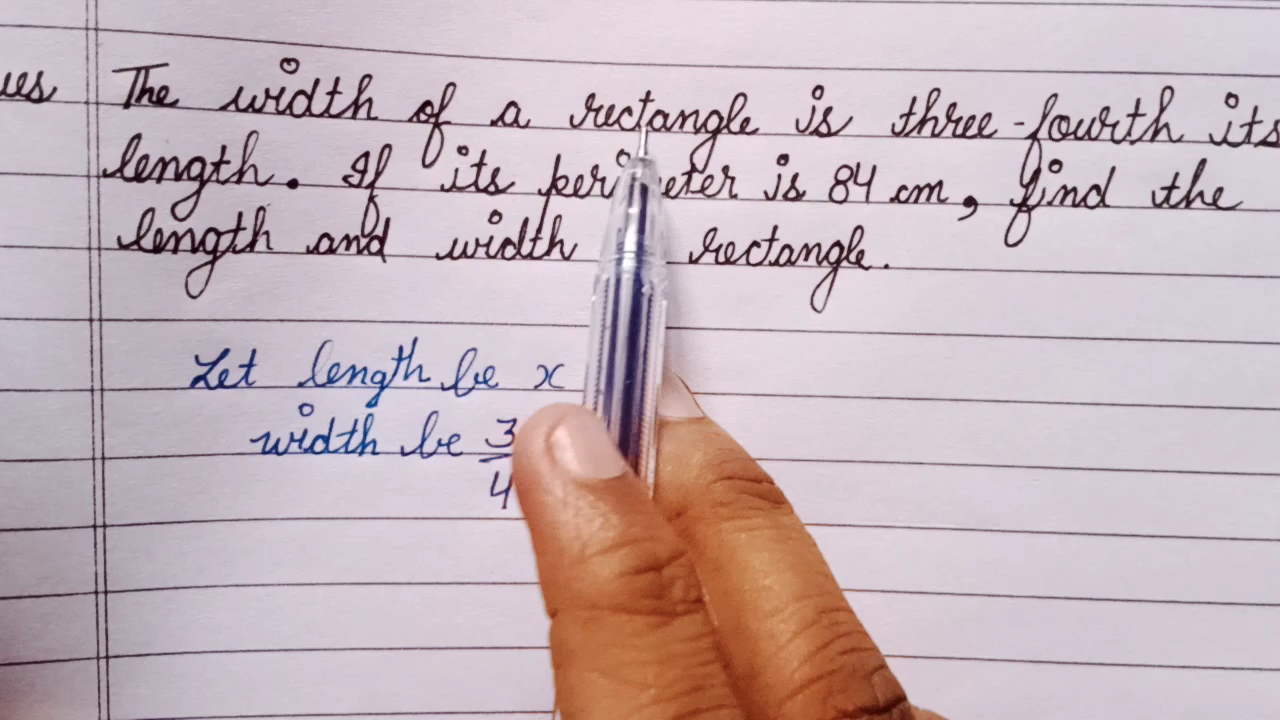 The width of a rectangle is three-fourth its
length. If its perimeter is 84 cm, find the
length and width rectangle.
Let length be x
width be 3/4